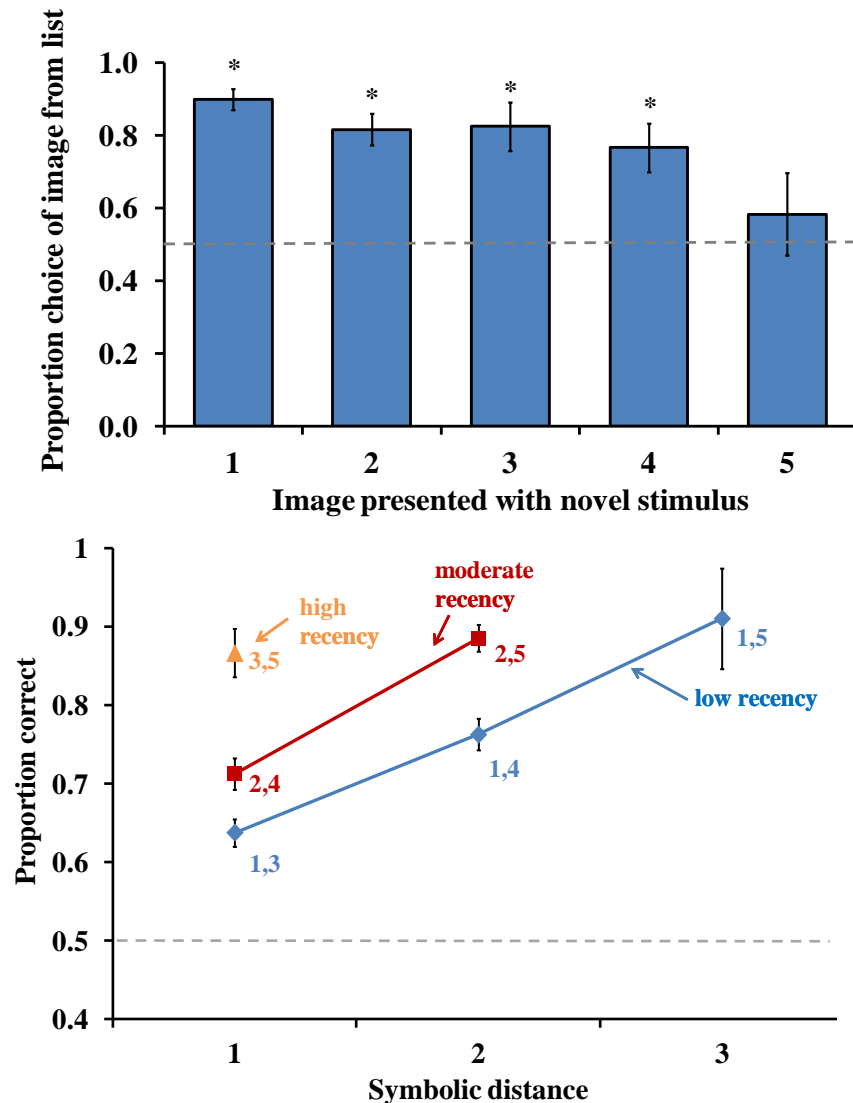 Proportion choice of image from list
1.0
0.8
0.6
0.4
0.2
0.0
*
*
*
*
1 2 3 4 5
Image presented with novel stimulus
Proportion correct
1
0.9
0.8
0.7
0.6
0.5
0.4
high
recency
3,5
moderate
recency
2,5
2,4
1,3
1,4
1,5
low recency
1 2 3
Symbolic distance